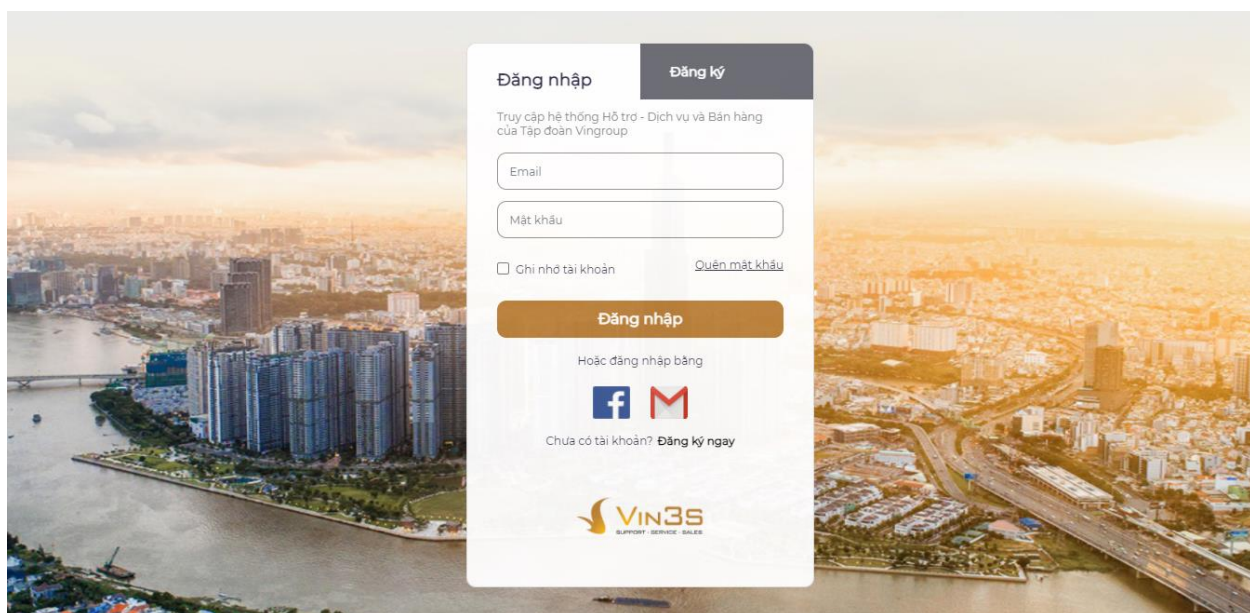 Đăng nhập
Đăng ký
Truy cập hệ thống Hỗ trợ - Dịch vụ và Bán hàng
của Tập đoàn Vingroup
Email
Mật khẩu
Ghi nhớ tài khoản
Quên mật khẩu
Đăng nhập
Hoặc đăng nhập bằng
Chưa có tài khoản? Đăng ký ngay
VIN3S
SUPPORT - SERVICE - SALES